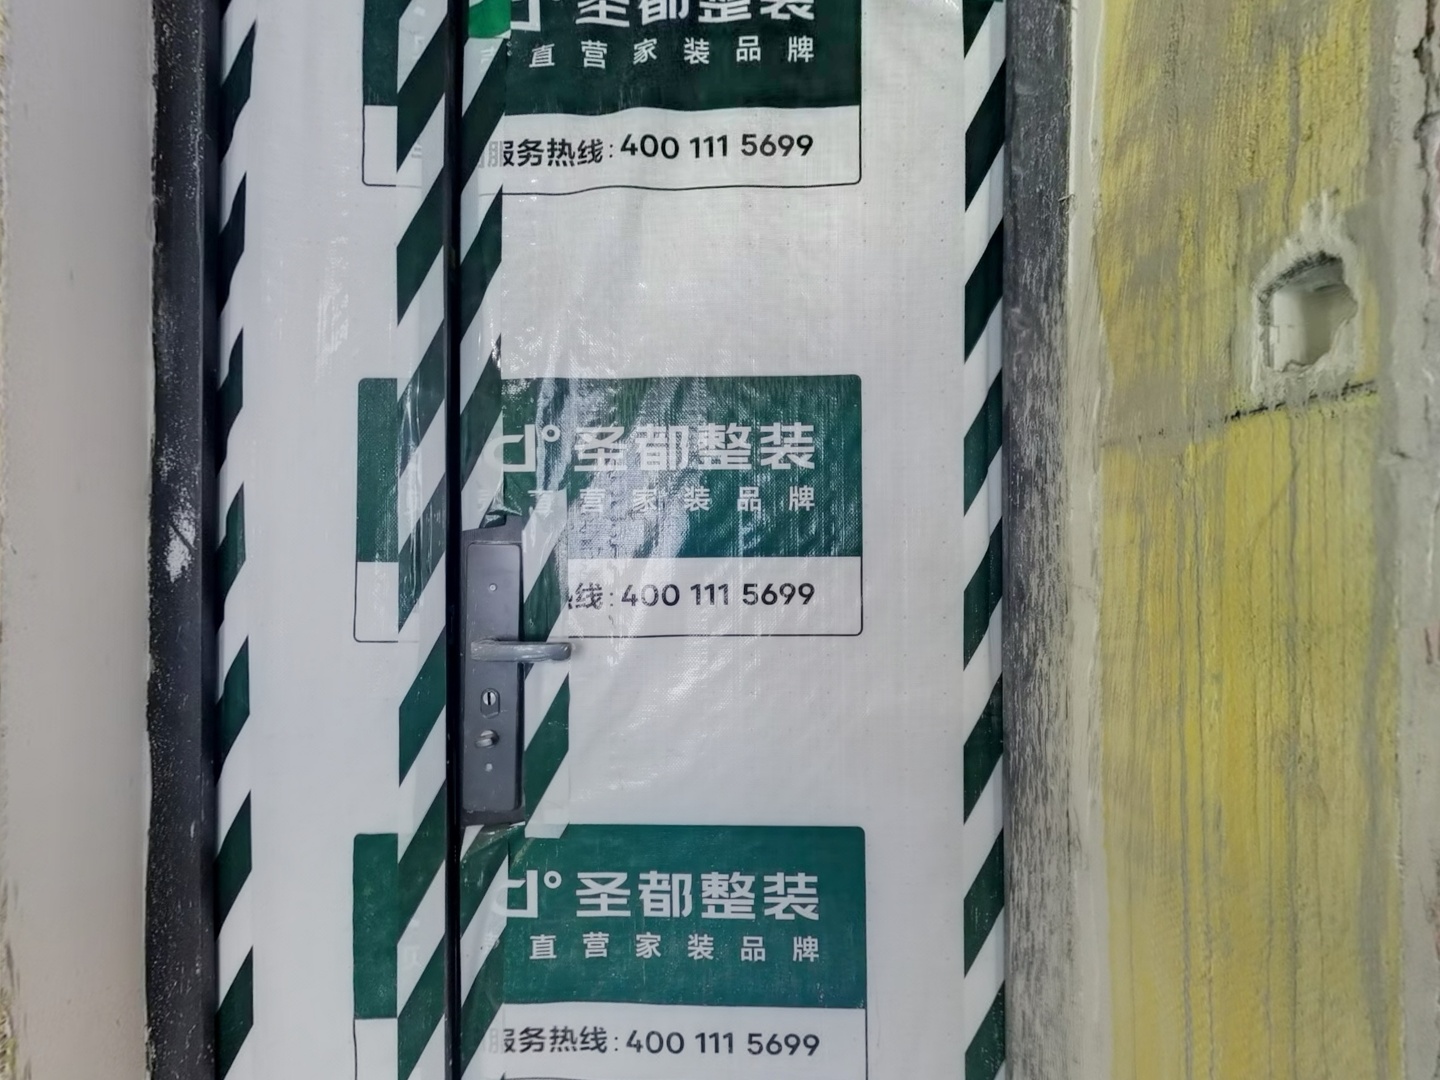 圣都整装
直营家装品牌
服务热线:400 111 5699
d° 圣都整装
直营家装品牌
线:400 111 5699
d° 圣都整装
直营家装品牌
服务热线:400 111 5699